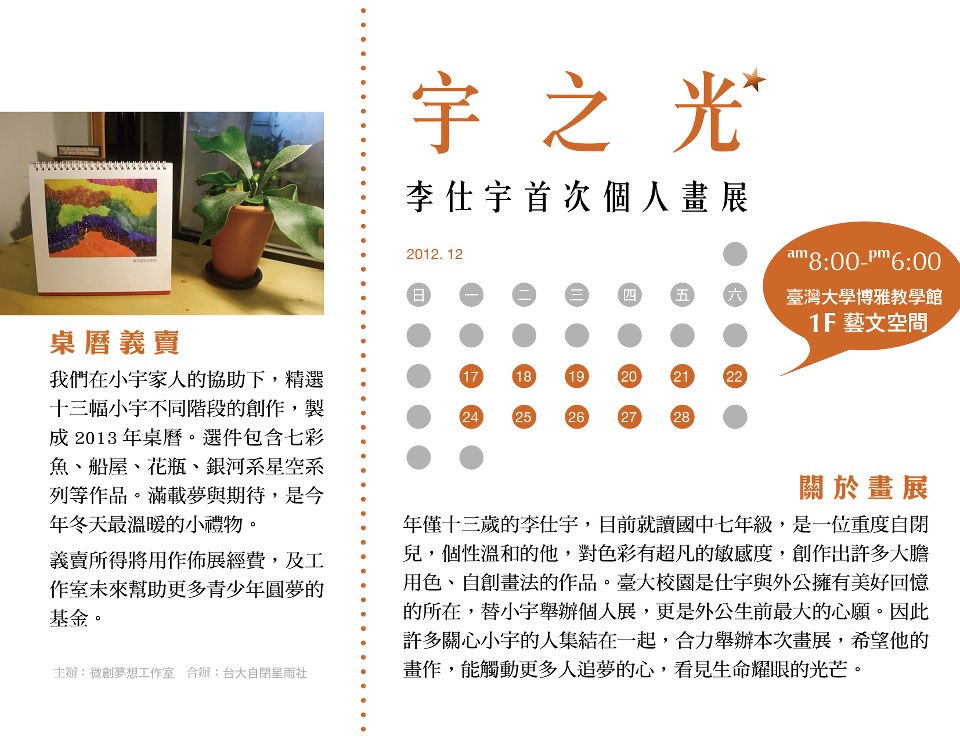 宇之光
李仕宇首次個人畫展
2012. 12
日 一 二 三 四 五 六
17 18 19 20 21 22
24 25 26 27 28
am8:00-pm6:00
臺灣大學博雅教學館
1F 藝文空間
桌曆義賣
我們在小宇家人的協助下，精選
十三幅小宇不同階段的創作，製
成 2013 年桌曆。選件包含七彩
魚、船屋、花瓶、銀河系星空系
列等作品。滿載夢與期待，是今
年冬天最溫暖的小禮物。
義賣所得將用作佈展經費，及工
作室未來幫助更多青少年圓夢的
基金。
主辦：微創夢想工作室 合辦：台大自閉星雨社
關於畫展
年僅十三歲的李仕宇，目前就讀國中七年級，是一位重度自閉
兒，個性溫和的他，對色彩有超凡的敏感度，創作出許多大膽
用色、自創畫法的作品。臺大校園是仕宇與外公擁有美好回憶
的所在，替小宇舉辦個人展，更是外公生前最大的心願。因此
許多關心小宇的人集結在一起，合力舉辦本次畫展，希望他的
畫作，能觸動更多人追夢的心，看見生命耀眼的光芒。